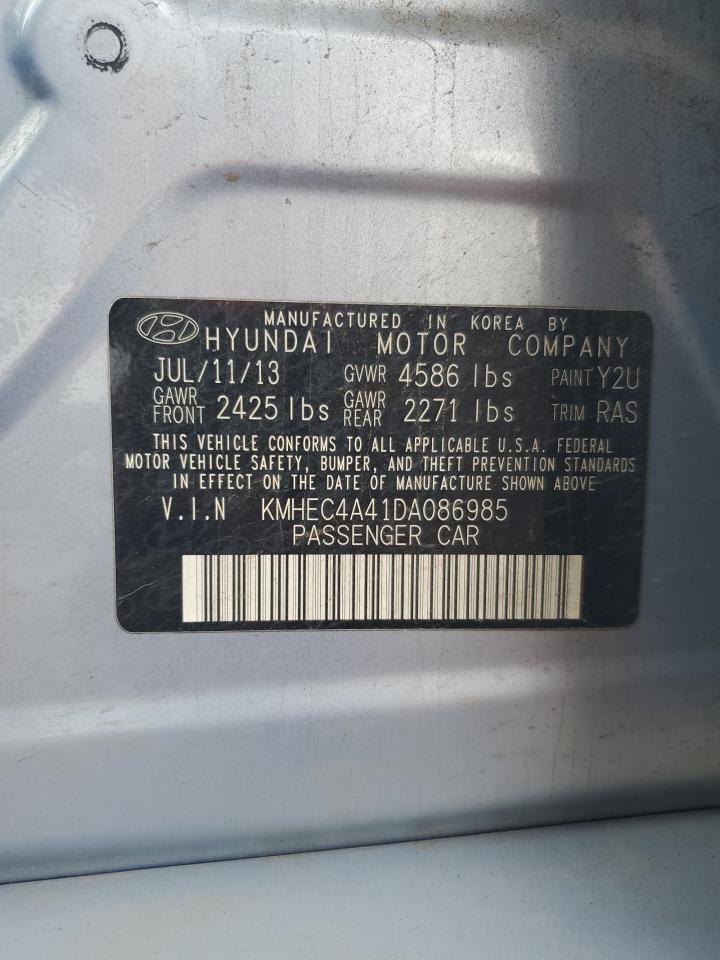 MANUFACTURED IN KOREA BY
HYUNDAI MOTOR COMPANY
JUL/11/13 GVWR 4586 lbs PAINT Y2U
GAWR FRONT 2425 lbs GAWR REAR 2271 lbs TRIM RAS
THIS VEHICLE CONFORMS TO ALL APPLICABLE U.S.A. FEDERAL
MOTOR VEHICLE SAFETY, BUMPER, AND THEFT PREVENTION STANDARDS
IN EFFECT ON THE DATE OF MANUFACTURE SHOWN ABOVE
V.I.N KMHEC4A41DA086985
PASSENGER CAR